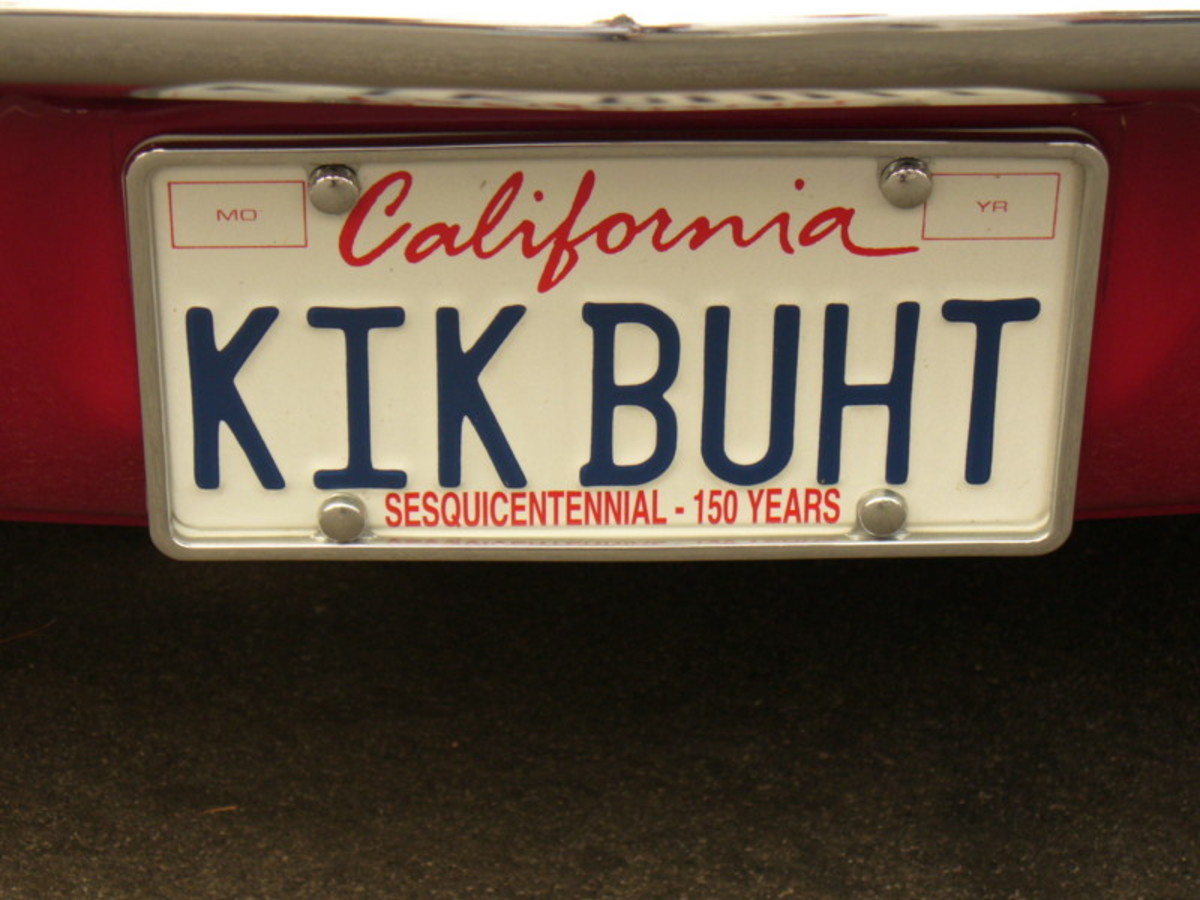 MO California YR
KIK BUHT
SESQUICENTENNIAL - 150 YEARS